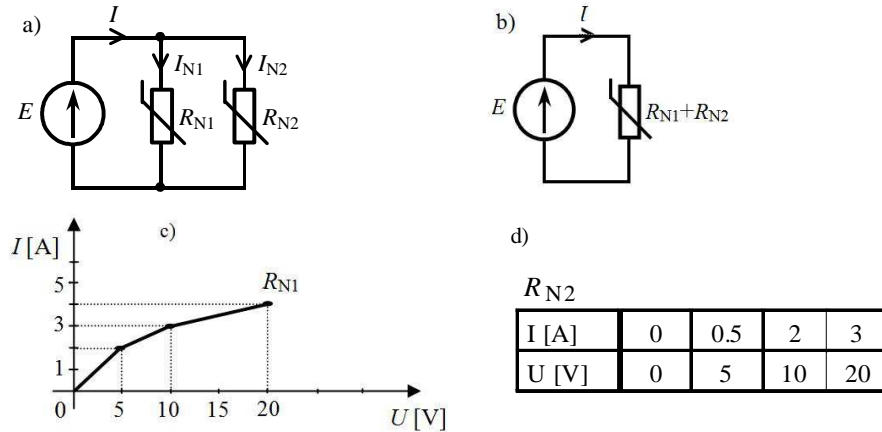 a)
I
I_N1
I_N2
E
R_N1
R_N2
b)
I
E
R_N1+R_N2
c)
I [A]
5
3
1
0
5
10
15
20
U [V]
R_N1
d)
R_N2
I [A] 0 0.5 2 3
U [V] 0 5 10 20